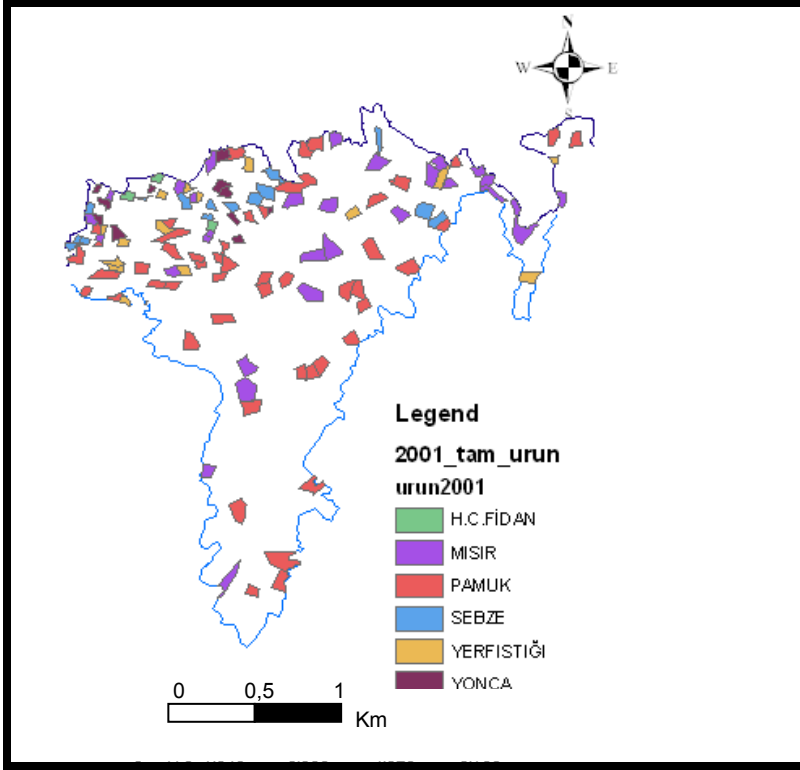 N
W E
S
Legend
2001_tam_urun
urun2001
H.C.FİDAN
MISIR
PAMUK
SEBZE
YERFISTIĞI
YONCA
0 0,5 1
Km